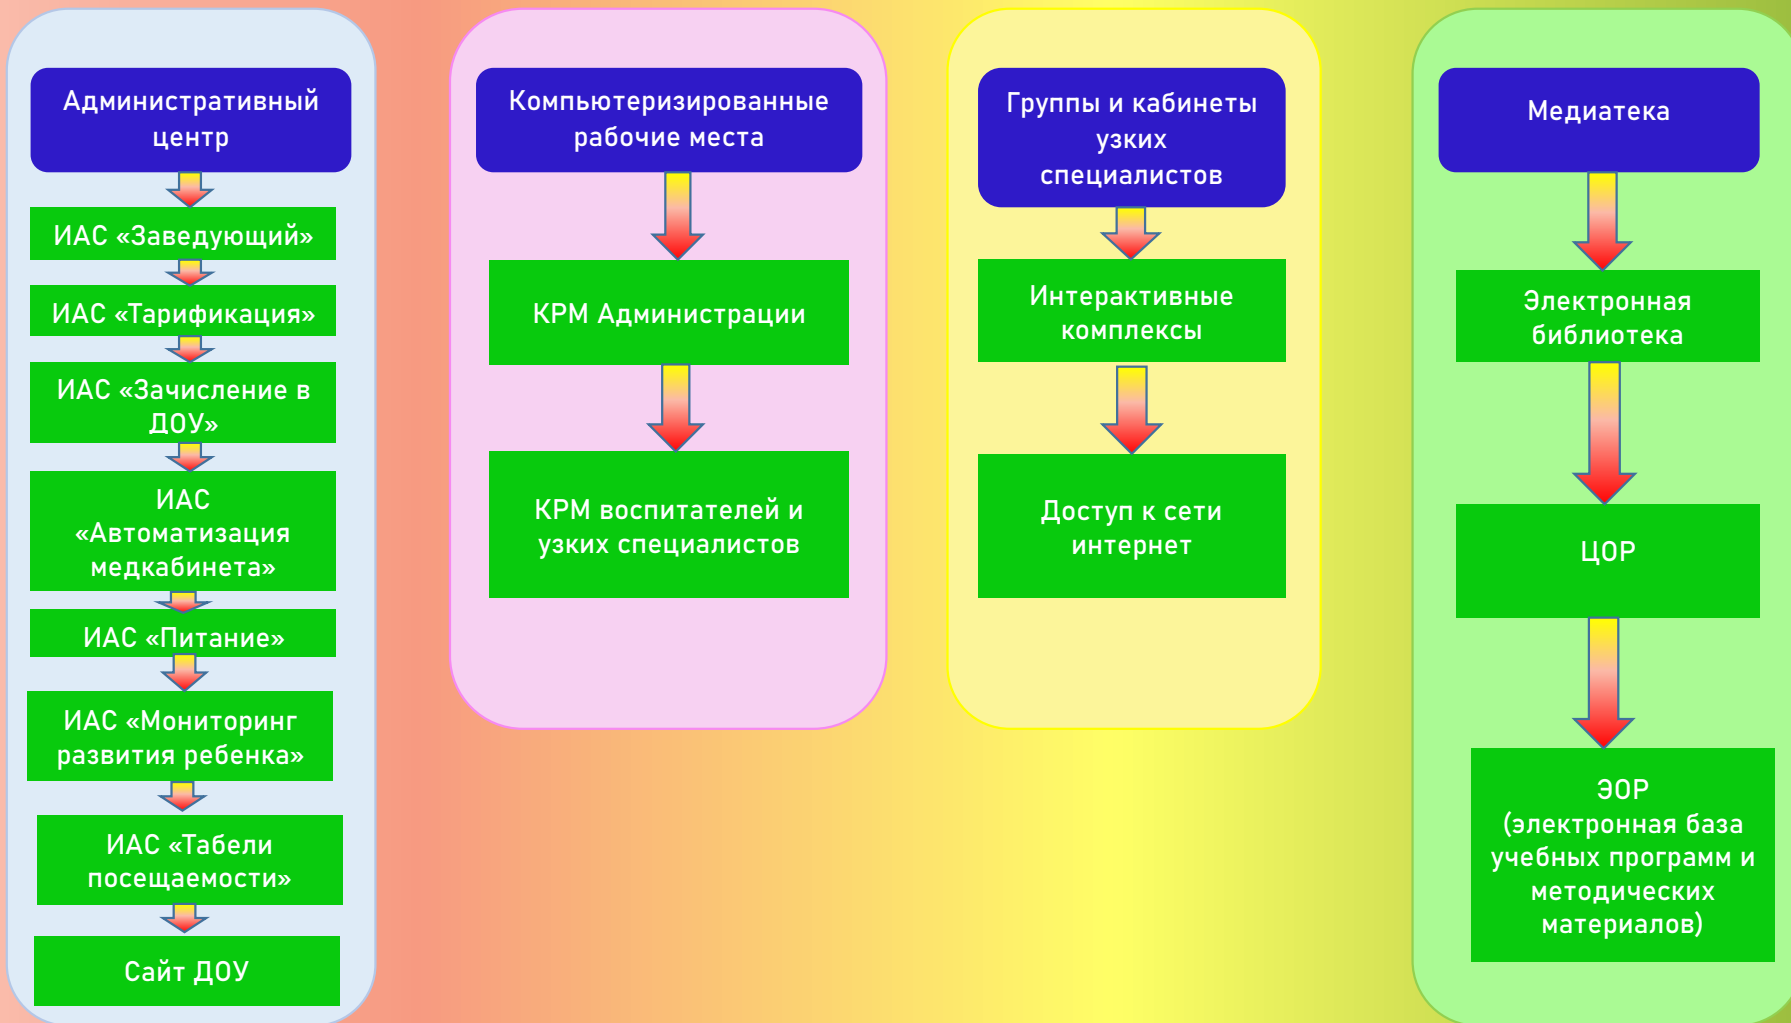 Административный
центр
ИАС «Заведующий»
ИАС «Тарификация»
ИАС «Зачисление в
ДОУ»
ИАС
«Автоматизация
медкабинета»
ИАС «Питание»
ИАС «Мониторинг
развития ребенка»
ИАС «Табели
посещаемости»
Сайт ДОУ
Компьютеризированные
рабочие места
КРМ Администрации
КРМ воспитателей и
узких специалистов
Группы и кабинеты
узких
специалистов
Интерактивные
комплексы
Доступ к сети
интернет
Медиатека
Электронная
библиотека
ЦОР
ЭОР
(электронная база
учебных программ и
методических
материалов)